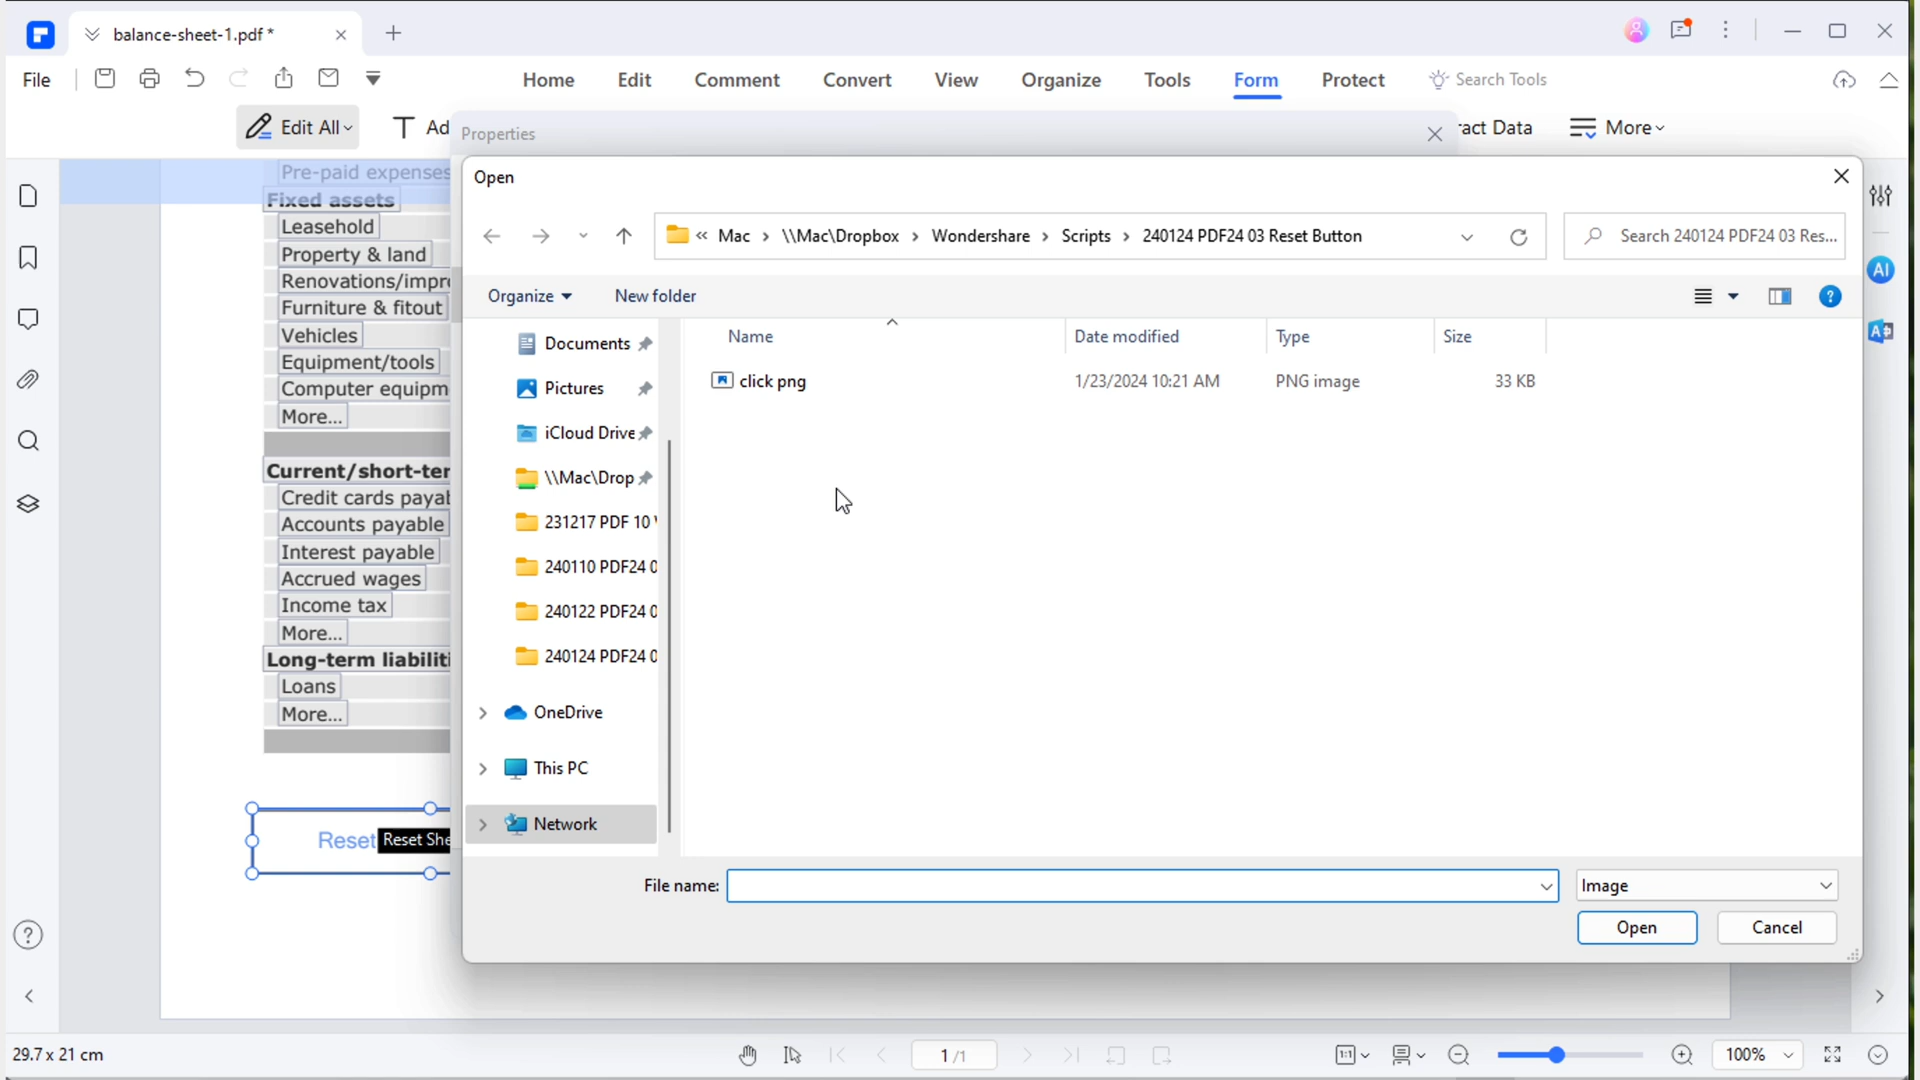 balance-sheet-1.pdf *
File
Home
Edit
Comment
Convert
View
Organize
Tools
Form
Protect
Search Tools
Edit All
Ad
Properties
ract Data
More
Pre-paid expenses
Fixed assets
Leasehold
Property & land
Renovations/impro
Furniture & fitout
Vehicles
Equipment/tools
Computer equipm
More...
Current/short-ter
Credit cards payab
Accounts payable
Interest payable
Accrued wages
Income tax
More...
Long-term liabiliti
Loans
More...
Reset
Reset She
Open
« Mac > \\Mac\Dropbox > Wondershare > Scripts > 240124 PDF24 03 Reset Button
Search 240124 PDF24 03 Res...
Organize
New folder
Documents
Pictures
iCloud Drive
\\Mac\Drop
231217 PDF 10
240110 PDF24 0
240122 PDF24 0
240124 PDF24 0
OneDrive
This PC
Network
Name
Date modified
Type
Size
click png
1/23/2024 10:21 AM
PNG image
33 KB
File name:
Image
Open
Cancel
AI
29.7 x 21 cm
1 /1
100%